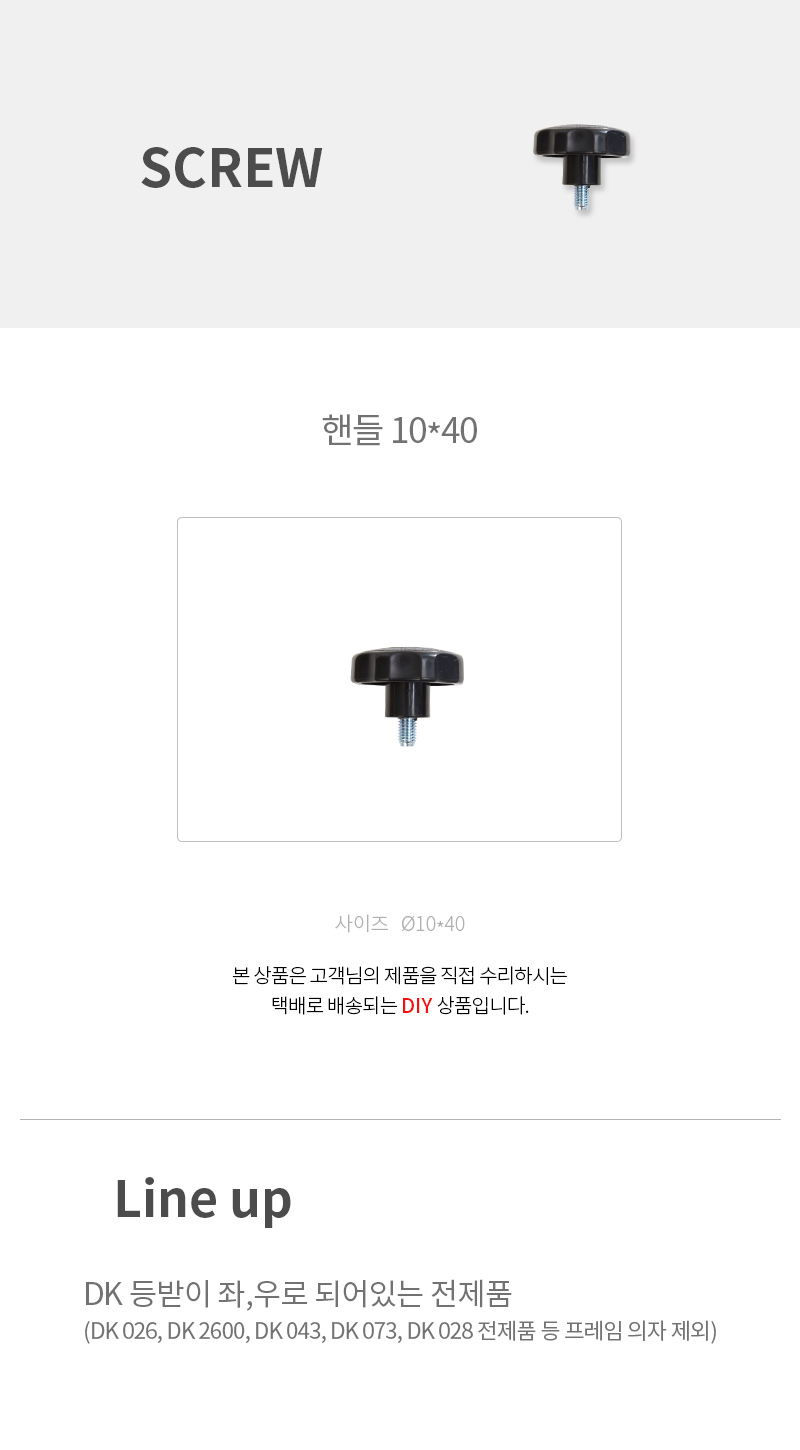 SCREW
핸들 10*40
사이즈 Ø10*40
본 상품은 고객님의 제품을 직접 수리하시는
택배로 배송되는 DIY 상품입니다.
Line up
DK 등받이 좌,우로 되어있는 전제품
(DK 026, DK 2600, DK 043, DK 073, DK 028 전제품 등 프레임 의자 제외)